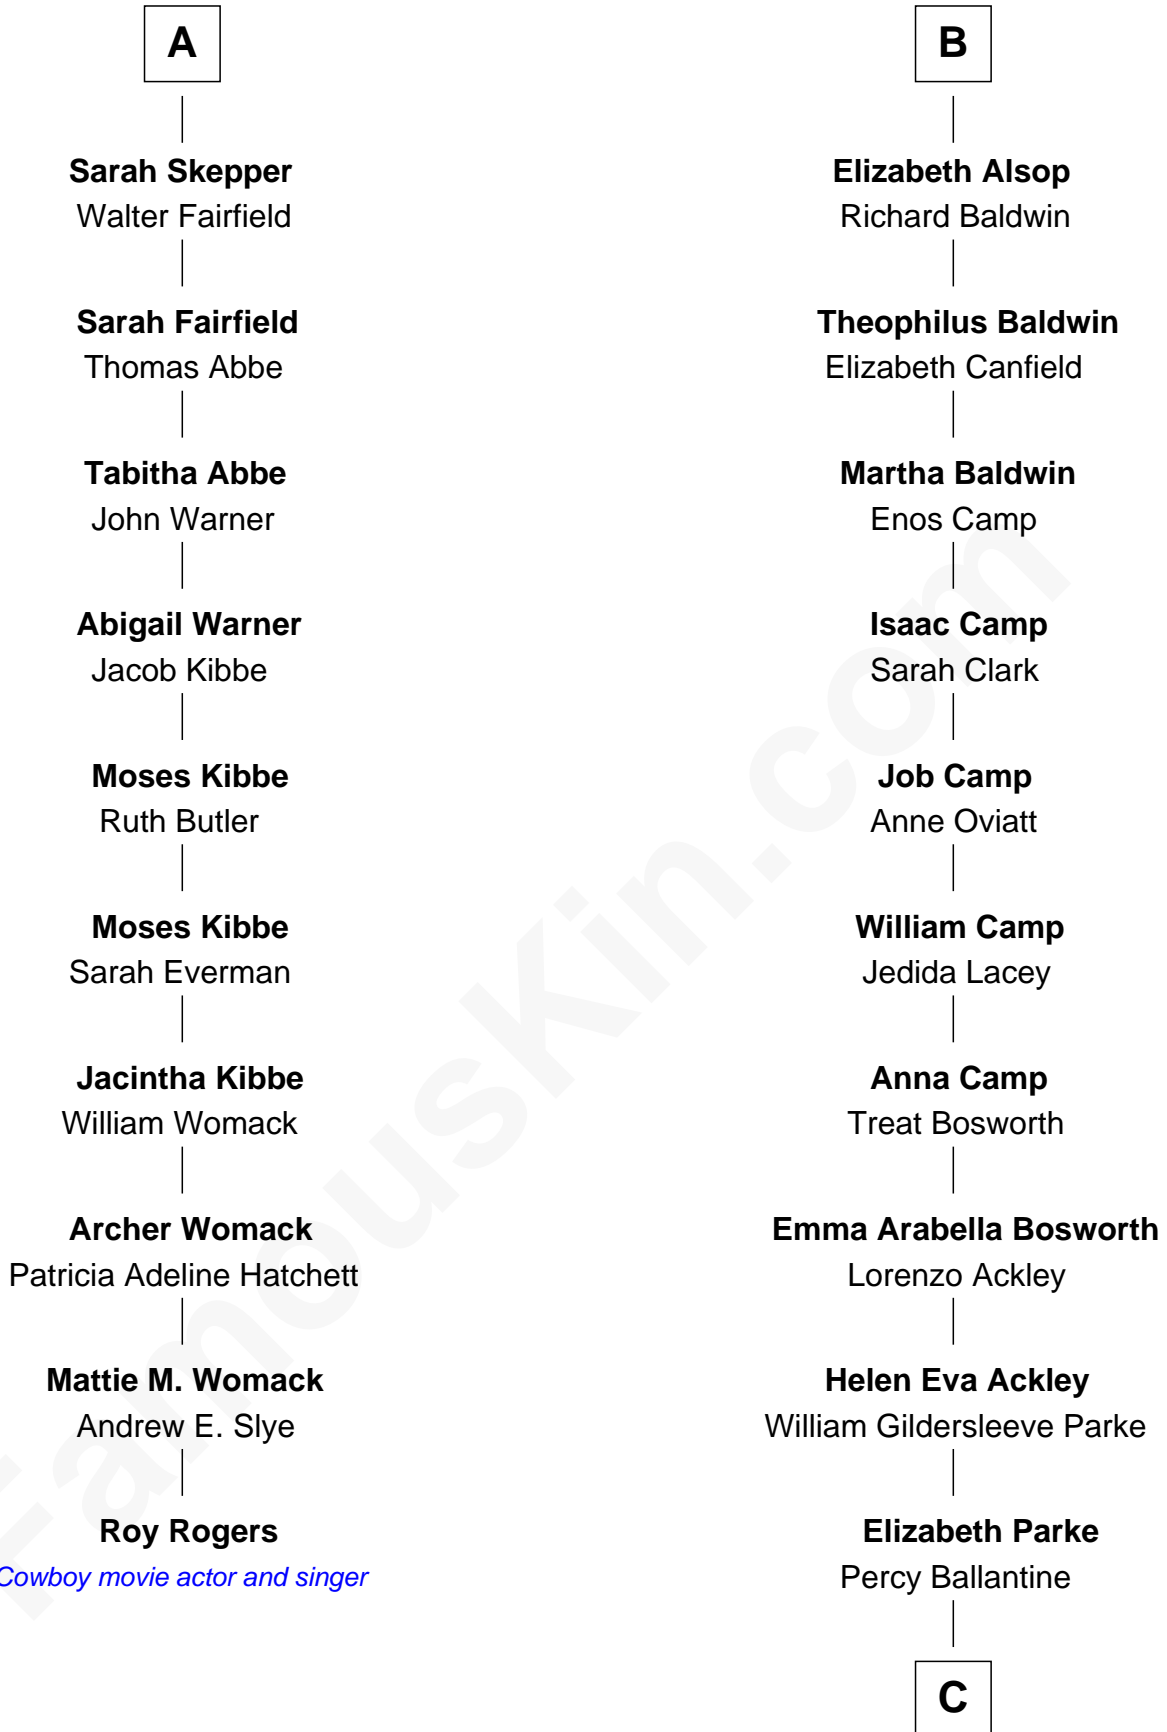 A
Sarah Skepper
Walter Fairfield
Sarah Fairfield
Thomas Abbe
Tabitha Abbe
John Warner
Abigail Warner
Jacob Kibbe
Moses Kibbe
Ruth Butler
Moses Kibbe
Sarah Everman
Jacintha Kibbe
William Womack
Archer Womack
Patricia Adeline Hatchett
Mattie M. Womack
Andrew E. Slye
Roy Rogers
Cowboy movie actor and singer
B
Elizabeth Alsop
Richard Baldwin
Theophilus Baldwin
Elizabeth Canfield
Martha Baldwin
Enos Camp
Isaac Camp
Sarah Clark
Job Camp
Anne Oviatt
William Camp
Jedida Lacey
Anna Camp
Treat Bosworth
Emma Arabella Bosworth
Lorenzo Ackley
Helen Eva Ackley
William Gildersleeve Parke
Elizabeth Parke
Percy Ballantine
C
FamousKin.com